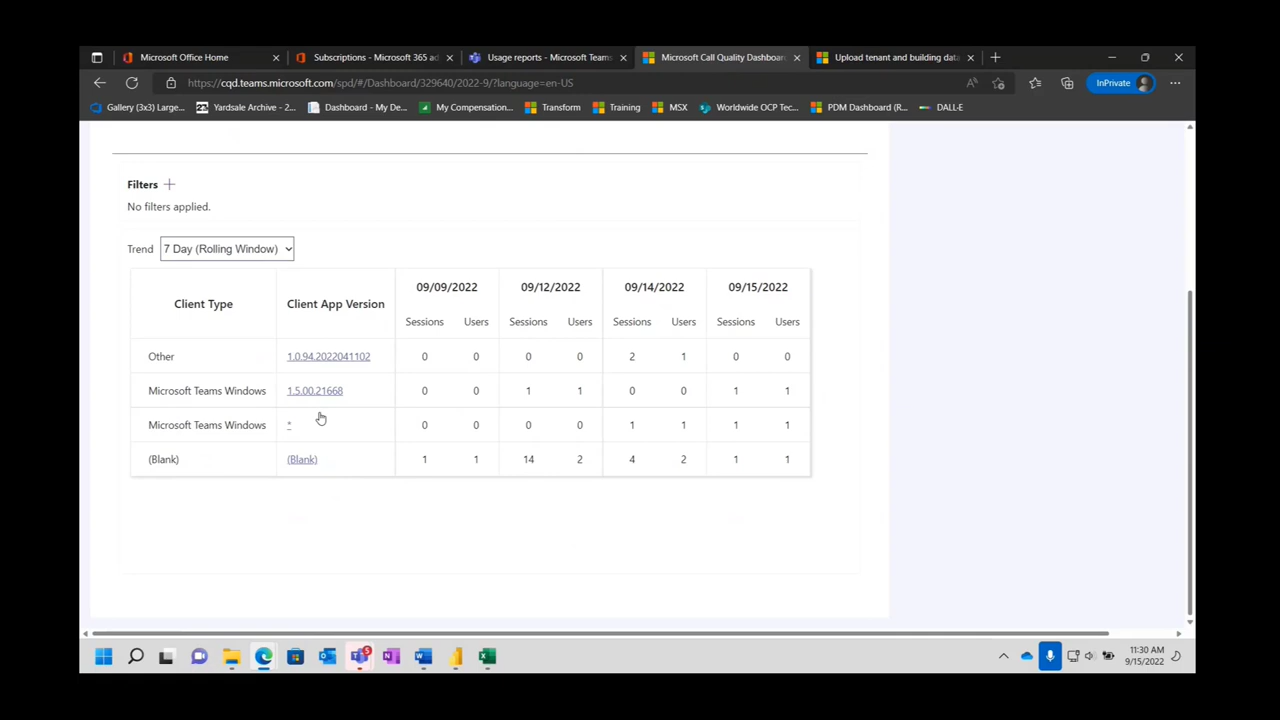 Microsoft Office Home
Subscriptions - Microsoft 365 ad
Usage reports - Microsoft Teams
Microsoft Call Quality Dashboard
Upload tenant and building data
https://cqd.teams.microsoft.com/spd/#/Dashboard/329640/2022-9/?language=en-US
InPrivate
Gallery (3x3) Large...
Yardsale Archive - 2...
Dashboard - My De...
My Compensation...
Transform
Training
MSX
Worldwide OCP Tec...
PDM Dashboard (R...
DALL-E
Filters +
No filters applied.
Trend 7 Day (Rolling Window)
Client Type Client App Version 09/09/2022 09/12/2022 09/14/2022 09/15/2022
Sessions Users Sessions Users Sessions Users Sessions Users
Other 1.0.94.2022041102 0 0 0 0 2 1 0 0
Microsoft Teams Windows 1.5.00.21668 0 0 1 1 0 0 1 1
Microsoft Teams Windows * 0 0 0 0 1 1 1 1
(Blank) (Blank) 1 1 14 2 4 2 1 1
5
11:30 AM
9/15/2022